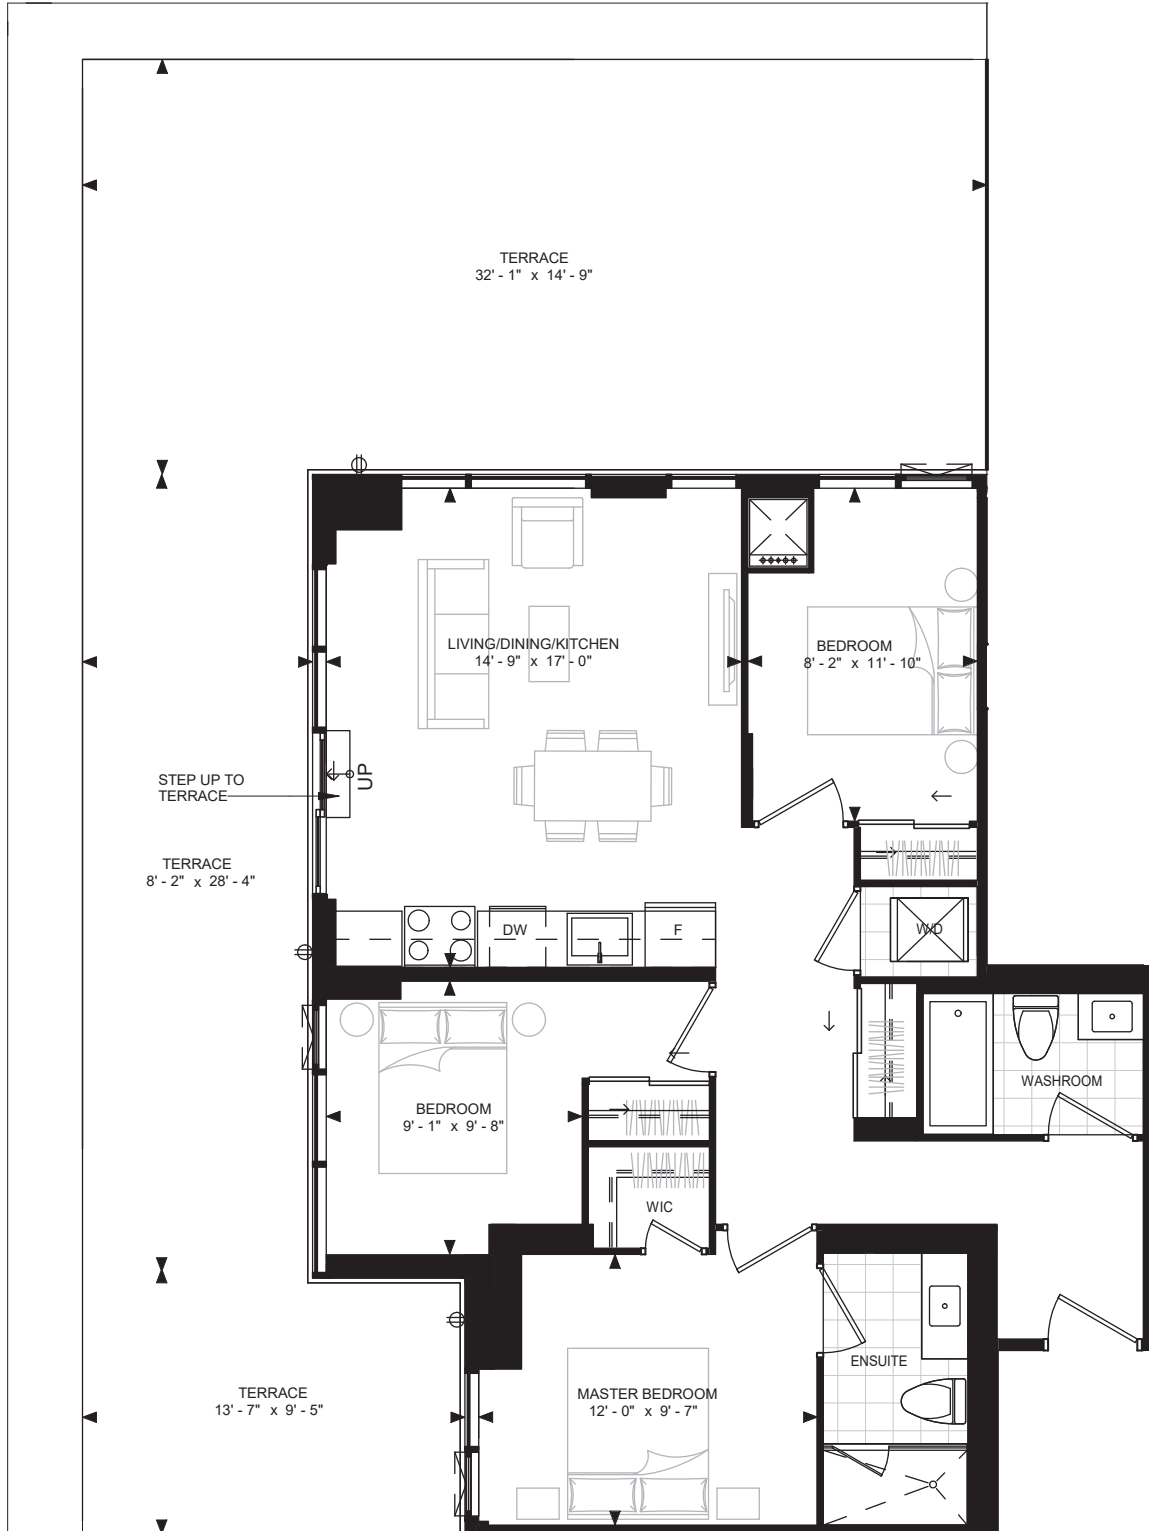 TERRACE
32' - 1" x 14' - 9"
LIVING/DINING/KITCHEN
14' - 9" x 17' - 0"
BEDROOM
8' - 2" x 11' - 10"
UP
STEP UP TO
TERRACE
TERRACE
8' - 2" x 28' - 4"
DW
F
W/D
WASHROOM
BEDROOM
9' - 1" x 9' - 8"
WIC
ENSUITE
TERRACE
13' - 7" x 9' - 5"
MASTER BEDROOM
12' - 0" x 9' - 7"